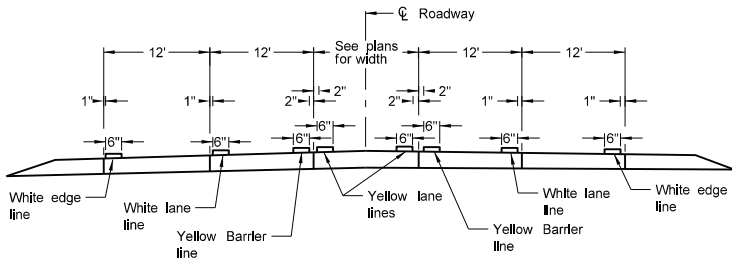 ℄ Roadway
12'
12'
See plans
for width
12'
12'
1"
1"
2"
2"
2"
2"
1"
1"
6"
6"
6"
6"
6"
6"
6"
6"
White edge
line
White lane
line
Yellow Barrier
line
Yellow lane
lines
Yellow Barrier
line
White lane
line
White edge
line